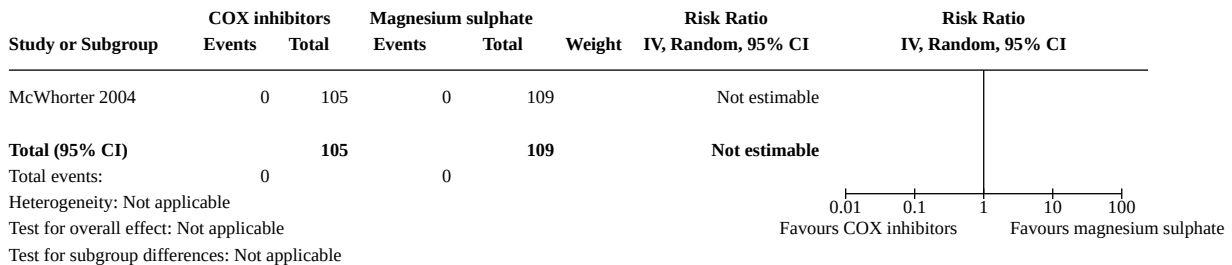 COX inhibitors Magnesium sulphate Risk Ratio Risk Ratio
Study or Subgroup Events Total Events Total Weight IV, Random, 95% CI IV, Random, 95% CI
McWhorter 2004 0 105 0 109 Not estimable
Total (95% CI) 105 109 Not estimable
Total events: 0 0
Heterogeneity: Not applicable
0.01 0.1 1 10 100
Test for overall effect: Not applicable Favours COX inhibitors Favours magnesium sulphate
Test for subgroup differences: Not applicable